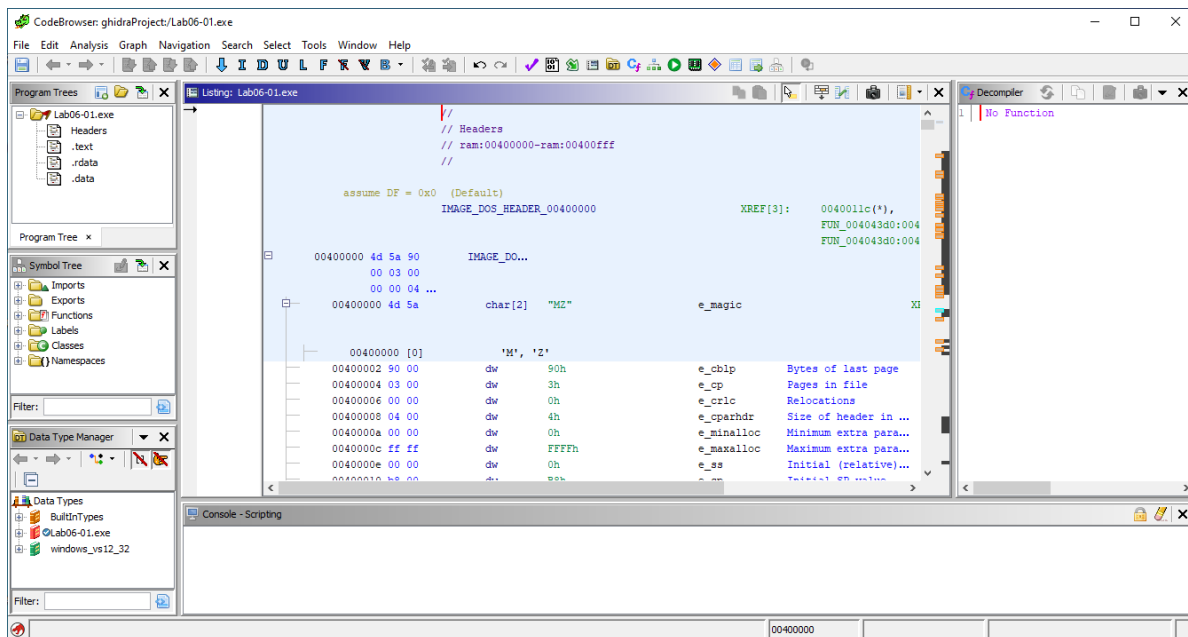 CodeBrowser: ghidraProject:/Lab06-01.exe
File Edit Analysis Graph Navigation Search Select Tools Window Help
I D U L F B
Program Trees
Lab06-01.exe
Headers
.text
.rdata
.data
Program Tree ×
Symbol Tree
Imports
Exports
Functions
Labels
Classes
Namespaces
Filter:
Data Type Manager
Data Types
BuiltInTypes
Lab06-01.exe
windows_vs12_32
Filter:
Listing: Lab06-01.exe
//
// Headers
// ram:00400000-ram:00400fff
//
assume DF = 0x0 (Default)
IMAGE_DOS_HEADER_00400000 XREF[3]: 0040011c(*),
FUN_004043d0:004
FUN_004043d0:004
00400000 4d 5a 90 IMAGE_DO...
00 03 00
00 00 04 ...
00400000 4d 5a char[2] "MZ" e_magic
00400000 [0] 'M', 'Z'
00400002 90 00 dw 90h e_cblp Bytes of last page
00400004 03 00 dw 3h e_cp Pages in file
00400006 00 00 dw 0h e_crlc Relocations
00400008 04 00 dw 4h e_cparhdr Size of header in ...
0040000a 00 00 dw 0h e_minalloc Minimum extra para...
0040000c ff ff dw FFFFh e_maxalloc Maximum extra para...
0040000e 00 00 dw 0h e_ss Initial (relative)...
Decompiler
1 No Function
Console - Scripting
00400000